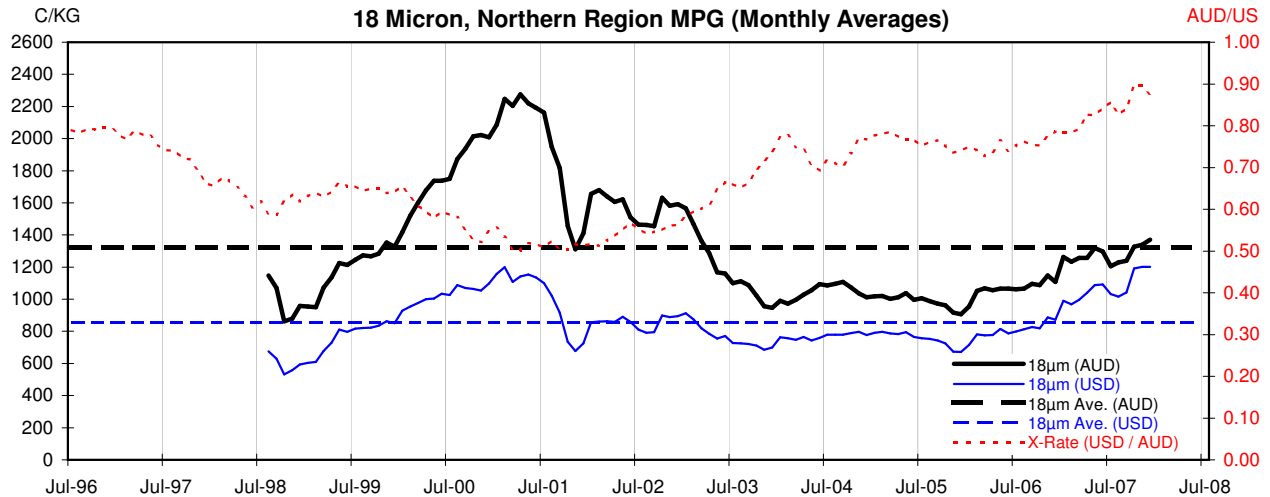 C/KG
18 Micron, Northern Region MPG (Monthly Averages)
AUD/US
2600
2400
2200
2000
1800
1600
1400
1200
1000
800
600
400
200
0
1.00
0.90
0.80
0.70
0.60
0.50
0.40
0.30
0.20
0.10
0.00
18µm (AUD)
18µm (USD)
18µm Ave. (AUD)
18µm Ave. (USD)
X-Rate (USD / AUD)
Jul-96 Jul-97 Jul-98 Jul-99 Jul-00 Jul-01 Jul-02 Jul-03 Jul-04 Jul-05 Jul-06 Jul-07 Jul-08